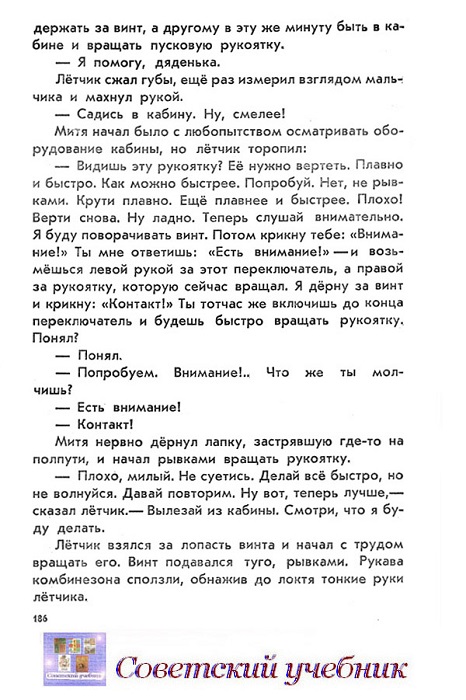 держать за винт, а другому в эту же минуту быть в ка-
бине и вращать пусковую рукоятку.
— Я помогу, дяденька.
Лётчик сжал губы, ещё раз измерил взглядом маль-
чика и махнул рукой.
— Садись в кабину. Ну, смелее!
Митя начал было с любопытством осматривать обо-
рудование кабины, но лётчик торопил:
— Видишь эту рукоятку? Её нужно вертеть. Плавно
и быстро. Как можно быстрее. Попробуй. Нет, не рыв-
ками. Крути плавно. Ещё плавнее и быстрее. Плохо!
Верти снова. Ну ладно. Теперь слушай внимательно.
Я буду поворачивать винт. Потом крикну тебе: «Внима-
ние!» Ты мне ответишь: «Есть внимание!» — и возь-
мёшься левой рукой за этот переключатель, а правой
за рукоятку, которую сейчас вращал. Я дёрну за винт
и крикну: «Контакт!» Ты тотчас же включишь до конца
переключатель и будешь быстро вращать рукоятку.
Понял?
— Понял.
— Попробуем. Внимание!.. Что же ты мол-
чишь?
— Есть внимание!
— Контакт!
Митя нервно дёрнул лапку, застрявшую где-то на
полпути, и начал рывками вращать рукоятку.
— Плохо, милый. Не суетись. Делай всё быстро, но
не волнуйся. Давай повторим. Ну вот, теперь лучше,—
сказал лётчик.— Вылезай из кабины. Смотри, что я бу-
ду делать.
Лётчик взялся за лопасть винта и начал с трудом
вращать его. Винт подавался туго, рывками. Рукава
комбинезона сползли, обнажив до локтя тонкие руки
лётчика.
186
Советский учебник
Советский учебник